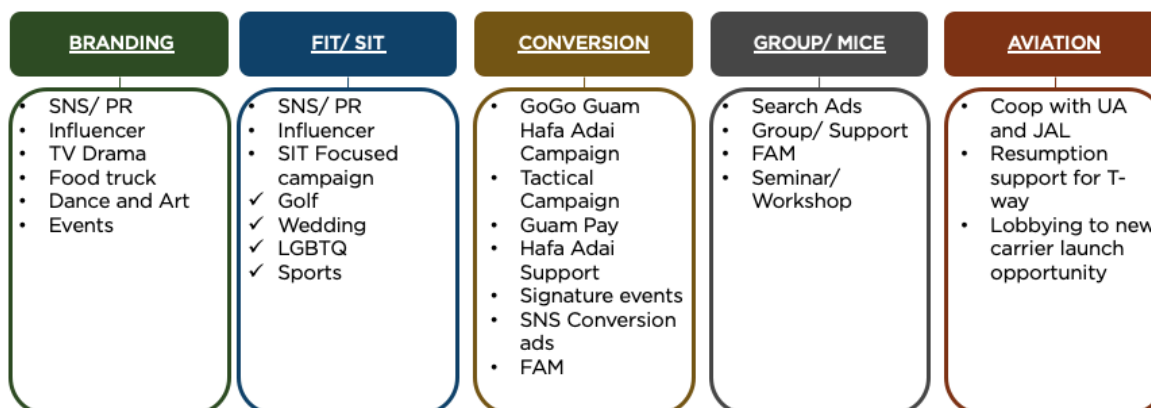 BRANDING
• SNS/ PR
• Influencer
• TV Drama
• Food truck
• Dance and Art
• Events
FIT/ SIT
• SNS/ PR
• Influencer
• SIT Focused
campaign
✓ Golf
✓ Wedding
✓ LGBTQ
✓ Sports
CONVERSION
• GoGo Guam
Hafa Adai
Campaign
• Tactical
Campaign
• Guam Pay
• Hafa Adai
Support
• Signature events
• SNS Conversion
ads
• FAM
GROUP/ MICE
• Search Ads
• Group/ Support
• FAM
• Seminar/
Workshop
AVIATION
• Coop with UA
and JAL
• Resumption
support for T-
way
• Lobbying to new
carrier launch
opportunity